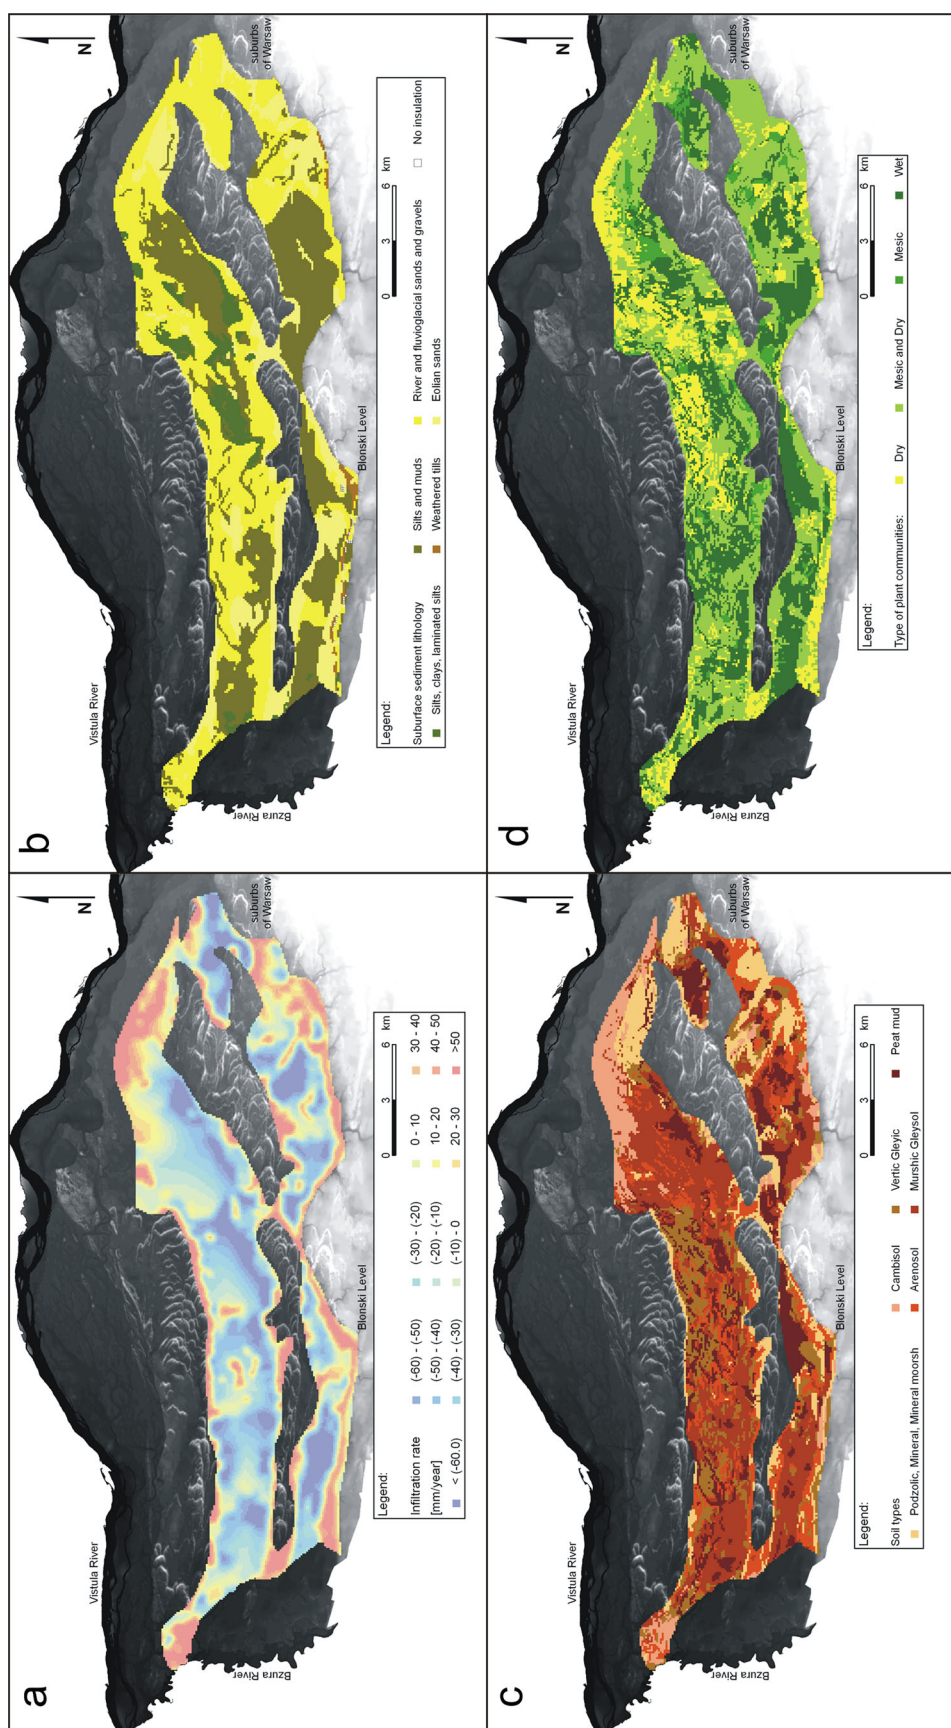 a
N
Vistula River
suburbs
of Warsaw
Bzura River
Blonski Level
0 3 6 km
Legend:
Infiltration rate
[mm/year]
< (-60.0)
(-60) - (-50)
(-50) - (-40)
(-40) - (-30)
(-30) - (-20)
(-20) - (-10)
(-10) - 0
0 - 10
10 - 20
20 - 30
30 - 40
40 - 50
>50
b
N
Vistula River
suburbs
of Warsaw
Bzura River
Blonski Level
0 3 6 km
Legend:
Suburface sediment lithology
Silts, clays, laminated silts
Silts and muds
Weathered tills
River and fluvioglacial sands and gravels
Eolian sands
No insulation
c
N
Vistula River
suburbs
of Warsaw
Bzura River
Blonski Level
0 3 6 km
Legend:
Soil types
Podzolic, Mineral, Mineral moorsh
Cambisol
Arenosol
Vertic Gleyic
Murshic Gleysol
Peat mud
d
N
Vistula River
suburbs
of Warsaw
Bzura River
Blonski Level
0 3 6 km
Legend:
Type of plant communities:
Dry
Mesic and Dry
Mesic
Wet